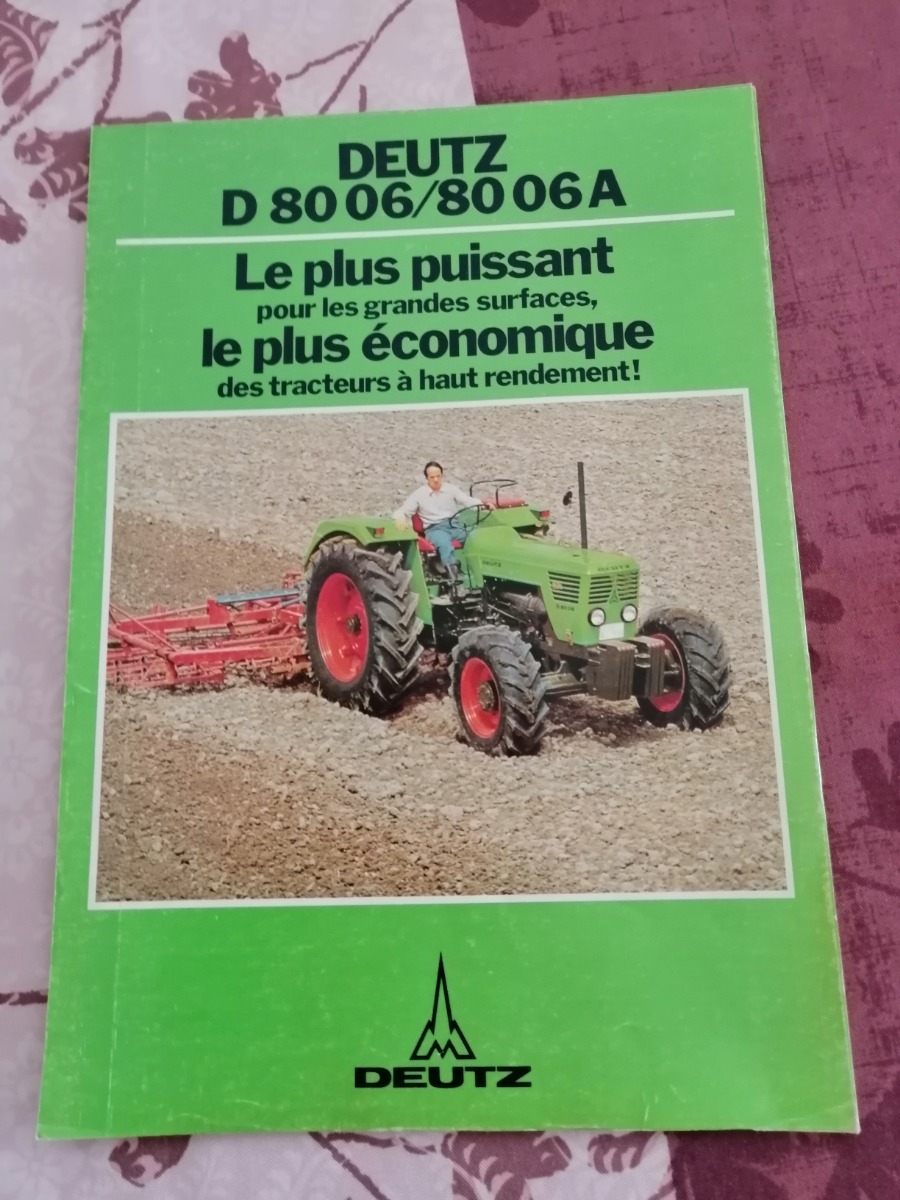 DEUTZ
D 80 06/80 06 A
Le plus puissant
pour les grandes surfaces,
le plus économique
des tracteurs à haut rendement!
DEUTZ
DEUTZ